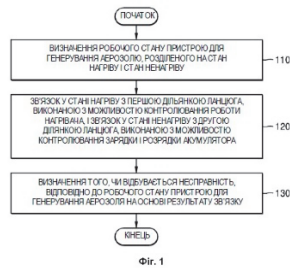 ПОЧАТОК
ВИЗНАЧЕННЯ РОБОЧОГО СТАНУ ПРИСТРОЮ ДЛЯ
ГЕНЕРУВАННЯ АЕРОЗОЛЮ, РОЗДІЛЕНОГО НА СТАН
НАГРІВУ І СТАН НЕНАГРІВУ
110
ЗВ'ЯЗОК У СТАНІ НАГРІВУ З ПЕРШОЮ ДІЛЬНКОЮ ЛАНЦЮГА,
ВИКОНАНОЮ З МОЖЛИВІСТЮ КОНТРОЛЮВАННЯ РОБОТИ
НАГРІВАЧА, І ЗВ'ЯЗОК У СТАНІ НЕНАГРІВУ З ДРУГОЮ
ДІЛЯНКОЮ ЛАНЦЮГА, ВИКОНАНОЮ З МОЖЛИВІСТЮ
КОНТРОЛЮВАННЯ ЗАРЯДКИ І РОЗРЯДКИ АКУМУЛЯТОРА
120
ВИЗНАЧЕННЯ ТОГО, ЧИ ВІДБУВАЄТЬСЯ НЕСПРАВНІСТЬ,
ВІДПОВІДНО ДО РОБОЧОГО СТАНУ ПРИСТРОЮ ДЛЯ
ГЕНЕРУВАННЯ АЕРОЗОЛЯ НА ОСНОВІ РЕЗУЛЬТАТУ ЗВ'ЯЗКУ
130
КІНЕЦЬ
Фіг. 1